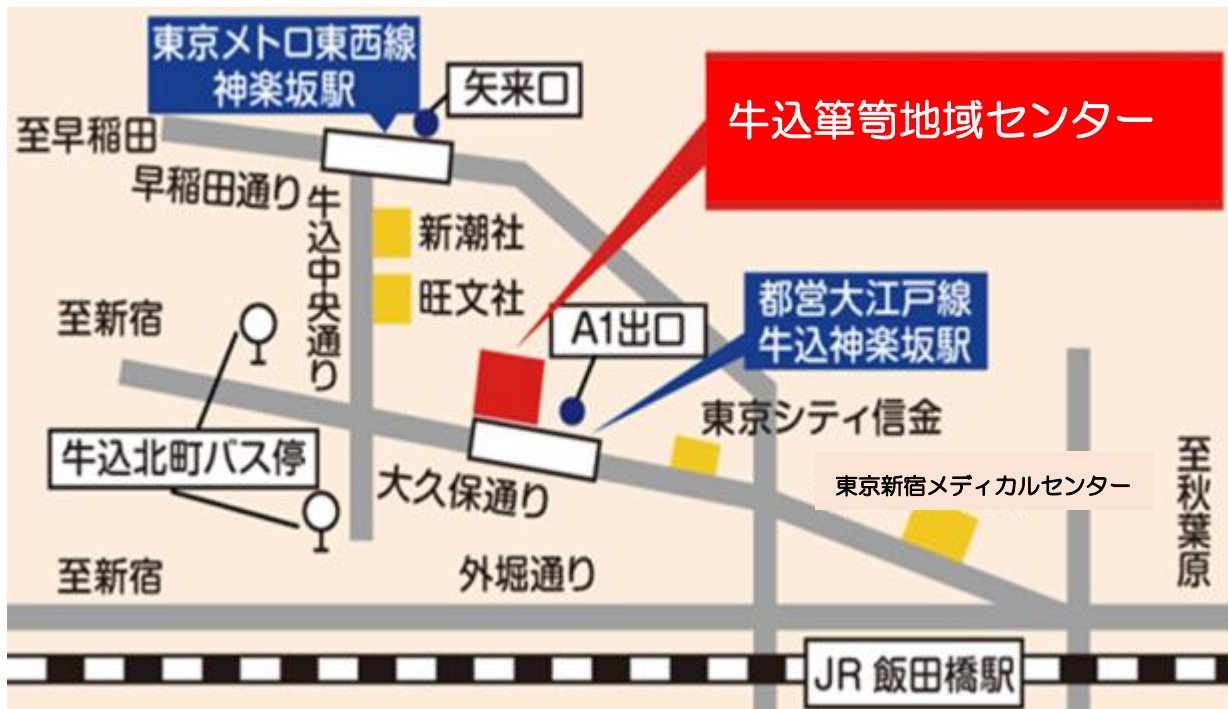 東京メトロ東西線
神楽坂駅
矢来口
牛込簞笥地域センター
至早稲田
早稲田通り
牛込中央通り
新潮社
旺文社
至新宿
A1出口
都営大江戸線
牛込神楽坂駅
東京シティ信金
牛込北町バス停
大久保通り
東京新宿メディカルセンター
至秋葉原
至新宿
外堀通り
JR 飯田橋駅